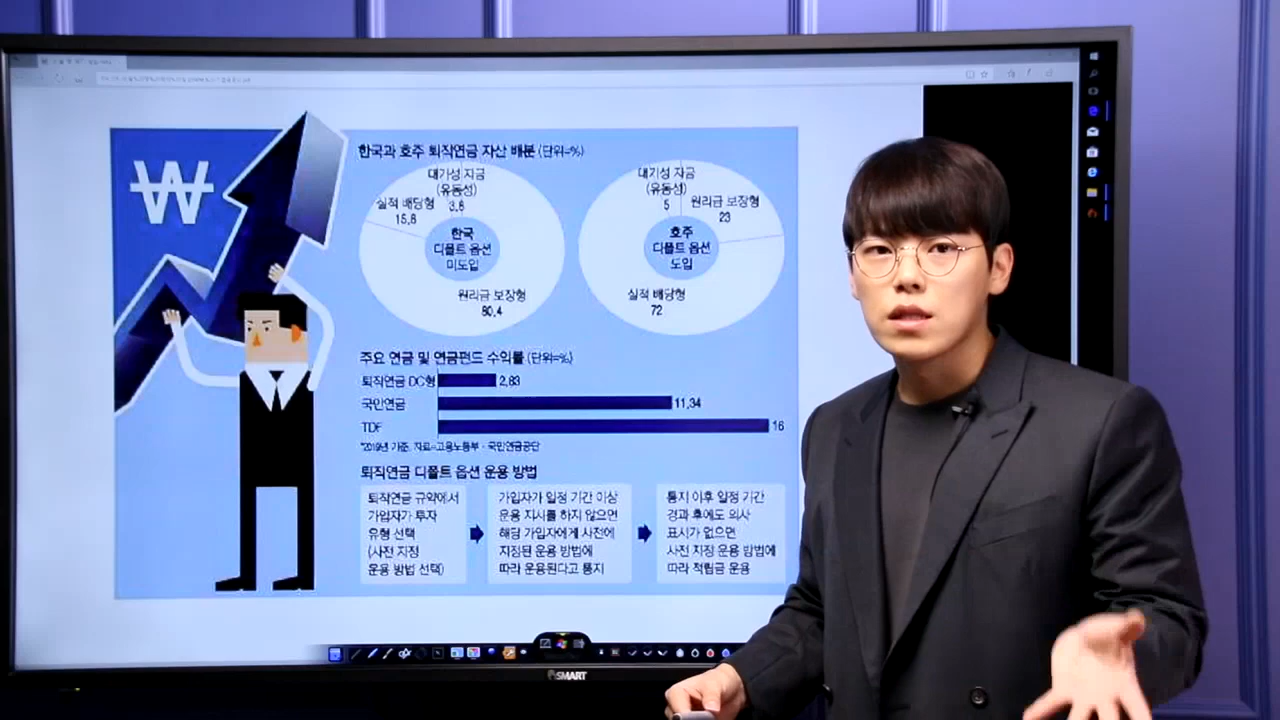 ₩
한국과 호주 퇴직연금 자산 배분 (단위=%)
대기성 자금
(유동성)
3.6
실적 배당형
15.8
한국
디폴트 옵션
미도입
원리금 보장형
80.4
대기성 자금
(유동성)
5
원리금 보장형
23
호주
디폴트 옵션
도입
실적 배당형
72
주요 연금 및 연금펀드 수익률 (단위=%)
퇴직연금 DC형 2.83
국민연금 11.34
TDF 16
*2019년 기준, 자료=고용노동부·국민연금공단
퇴직연금 디폴트 옵션 운용 방법
퇴직연금 규약에서
가입자가 투자
유형 선택
(사전 지정
운용 방법 선택)
가입자가 일정 기간 이상
운용 지시를 하지 않으면
해당 가입자에게 사전에
지정된 운용 방법에
따라 운용된다고 통지
통지 이후 일정 기간
경과 후에도 의사
표시가 없으면
사전 지정 운용 방법에
따라 적립금 운용
SMART